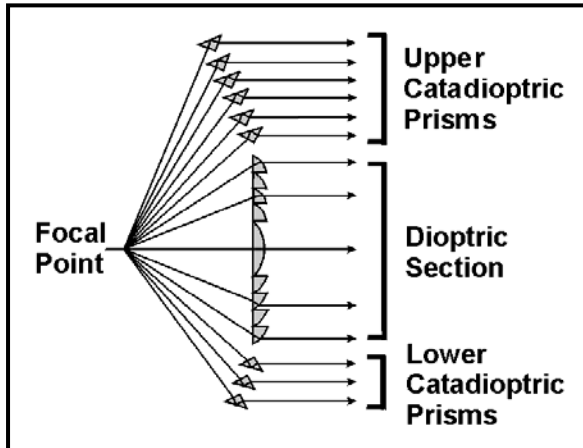 Upper
Catadioptric
Prisms
Focal
Point
Dioptric
Section
Lower
Catadioptric
Prisms